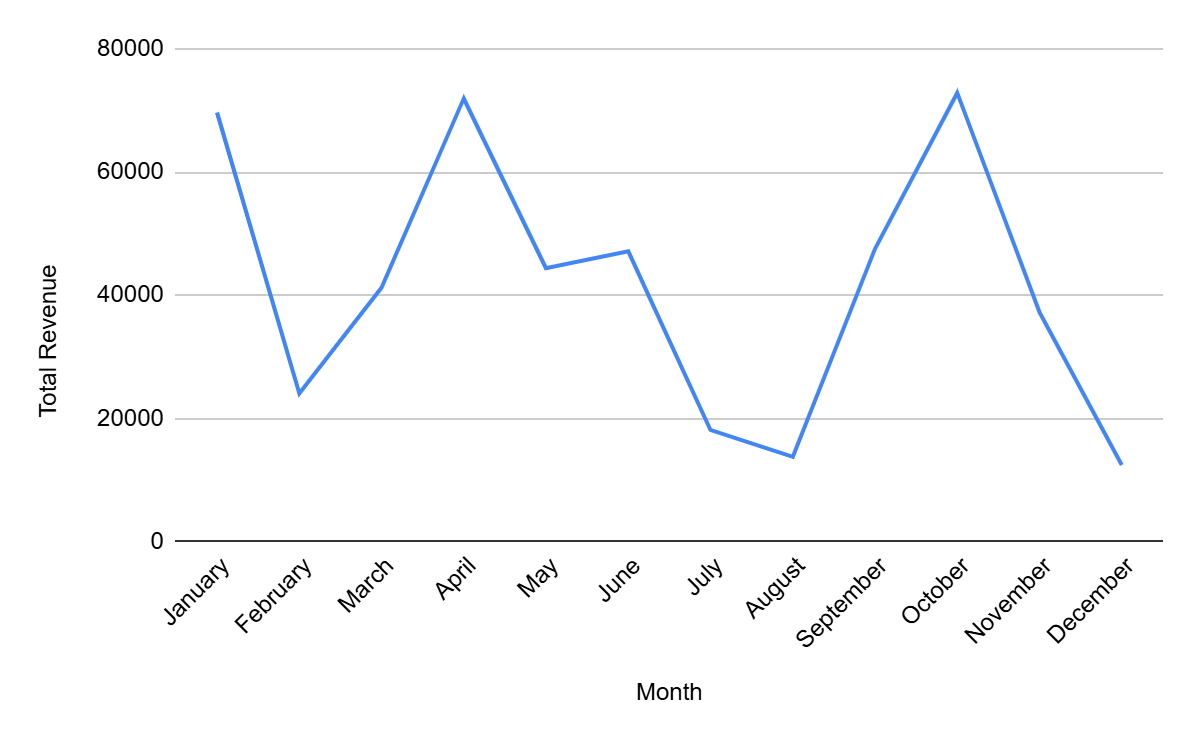 80000
60000
40000
20000
0
Total Revenue
January
February
March
April
May
June
July
August
September
October
November
December
Month